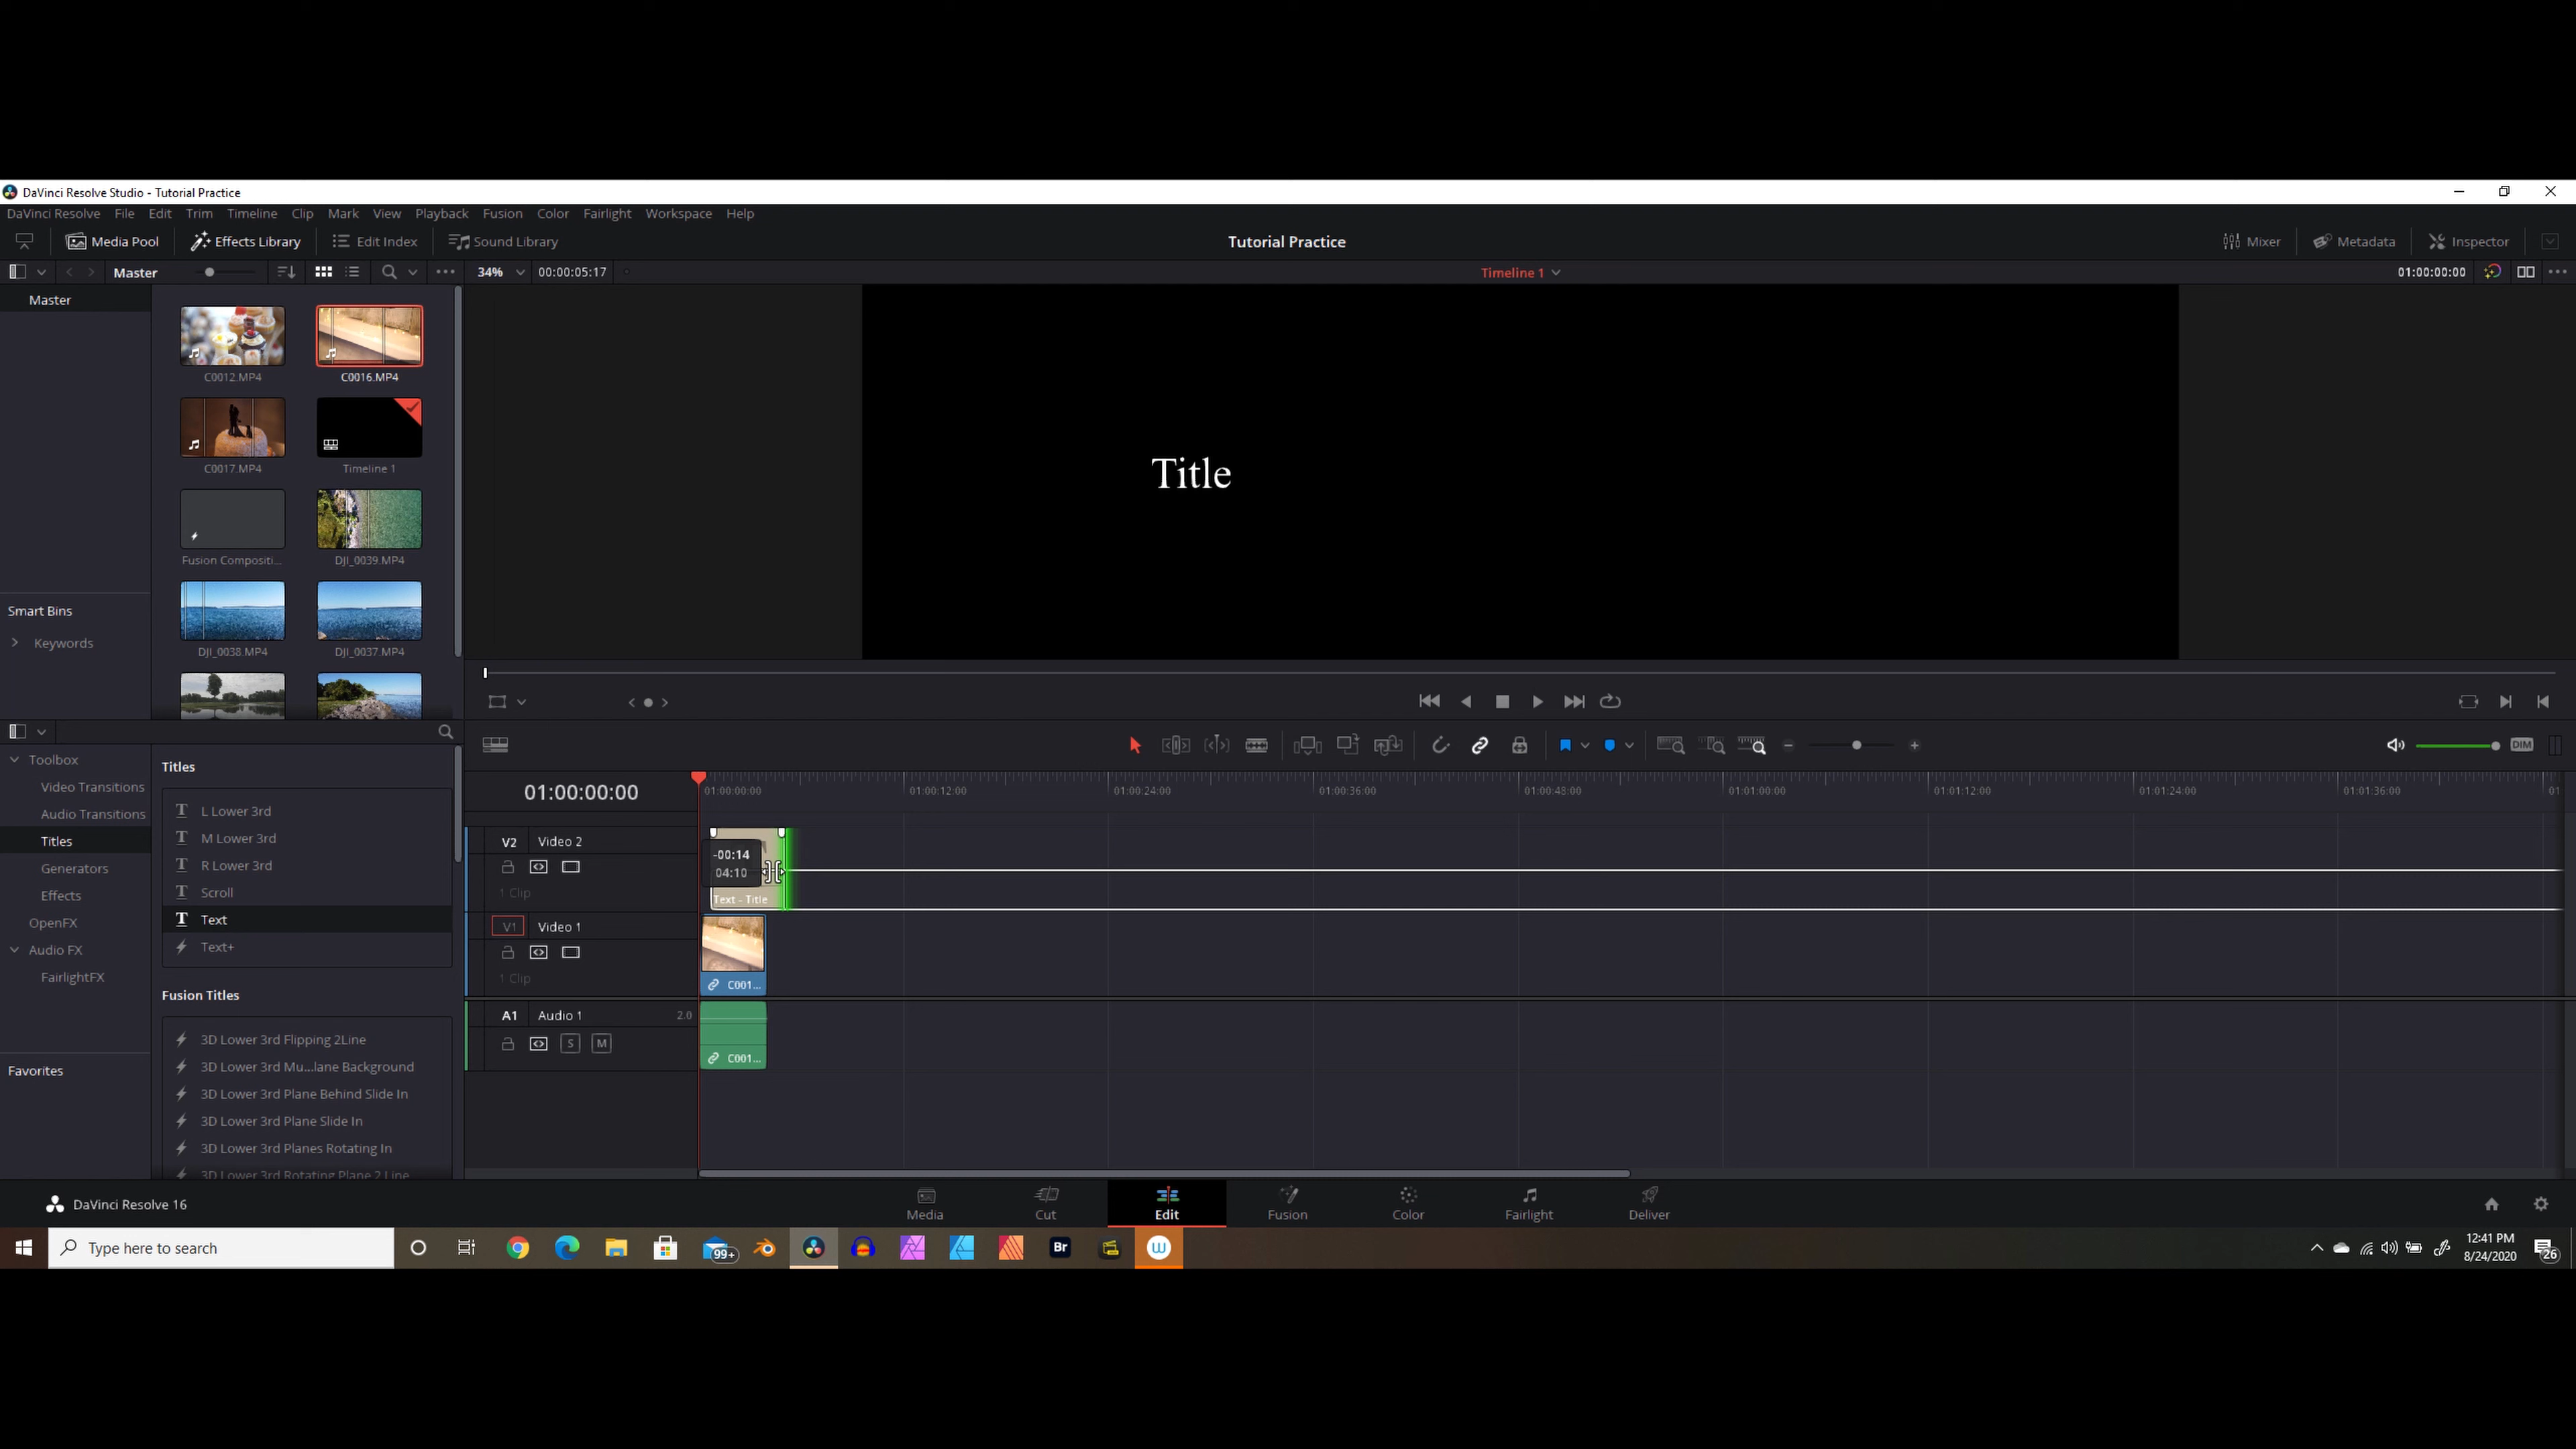 DaVinci Resolve Studio - Tutorial Practice
DaVinci Resolve File Edit Trim Timeline Clip Mark View Playback Fusion Color Fairlight Workspace Help
Media Pool Effects Library Edit Index Sound Library Tutorial Practice Mixer Metadata Inspector
Master 34% 00:00:05:17 Timeline 1 01:00:00:00
Master
C0012.MP4 C0016.MP4
C0017.MP4 Timeline 1
Fusion Compositi... DJI_0039.MP4
DJI_0038.MP4 DJI_0037.MP4
Smart Bins
Keywords
Title
DIM
Toolbox
Video Transitions
Audio Transitions
Titles
Generators
Effects
OpenFX
Audio FX
FairlightFX
Favorites
Titles
L Lower 3rd
M Lower 3rd
R Lower 3rd
Scroll
Text
Text+
Fusion Titles
3D Lower 3rd Flipping 2Line
3D Lower 3rd Mu...lane Background
3D Lower 3rd Plane Behind Slide In
3D Lower 3rd Plane Slide In
3D Lower 3rd Planes Rotating In
3D Lower 3rd Rotating Plane 2 Line
01:00:00:00
01:00:00:00 01:00:12:00 01:00:24:00 01:00:36:00 01:00:48:00 01:01:00:00 01:01:12:00 01:01:24:00 01:01:36:00 01
V2 Video 2
1 Clip
-00:14
04:10
Text - Title
V1 Video 1
1 Clip
C001...
A1 Audio 1 2.0
S M
C001...
DaVinci Resolve 16
Media Cut Edit Fusion Color Fairlight Deliver
Type here to search
99+
Br
W
12:41 PM
8/24/2020
26